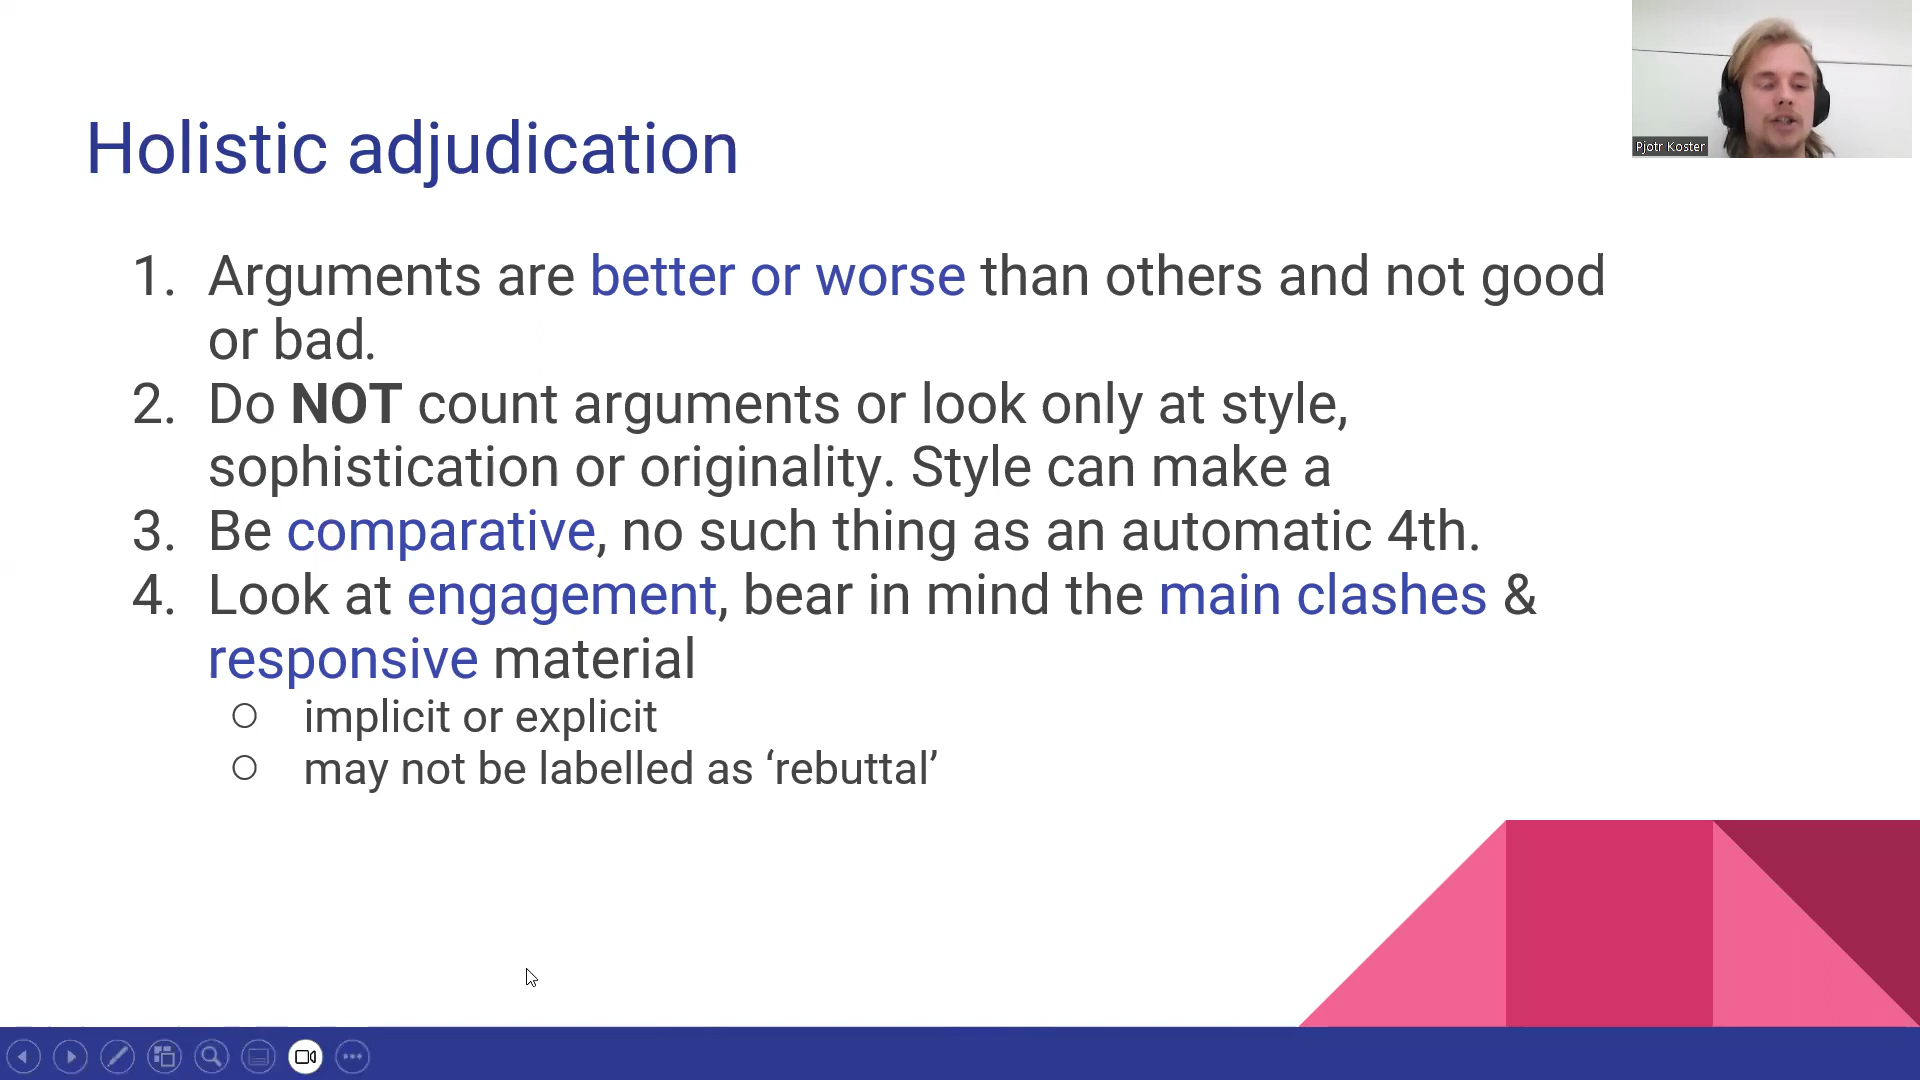 Holistic adjudication
1. Arguments are better or worse than others and not good
or bad.
2. Do NOT count arguments or look only at style,
sophistication or originality. Style can make a
3. Be comparative, no such thing as an automatic 4th.
4. Look at engagement, bear in mind the main clashes &
responsive material
○ implicit or explicit
○ may not be labelled as ‘rebuttal’
Pjotr Koster